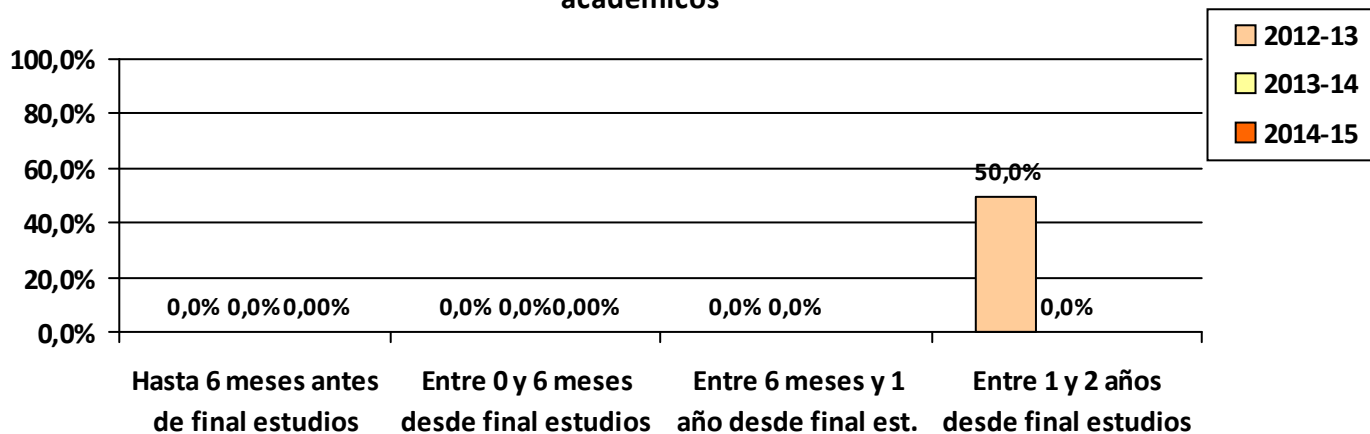 académicos
2012-13
2013-14
2014-15
100,0%
80,0%
60,0%
40,0%
20,0%
0,0%
50,0%
0,0% 0,0%0,00%
0,0% 0,0%0,00%
0,0% 0,0%
0,0%
Hasta 6 meses antes
de final estudios
Entre 0 y 6 meses
desde final estudios
Entre 6 meses y 1
año desde final est.
Entre 1 y 2 años
desde final estudios